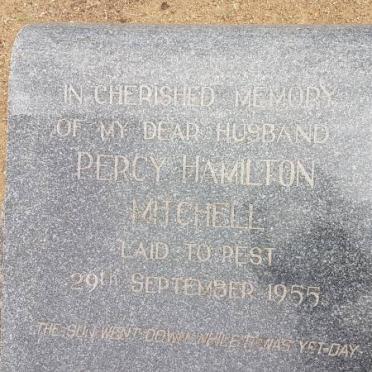 IN CHERISHED MEMORY
OF MY DEAR HUSBAND
PERCY HAMILTON
MITCHELL
LAID TO REST
29TH SEPTEMBER 1955.
THE SUN WENT DOWN WHILE IT WAS YET DAY